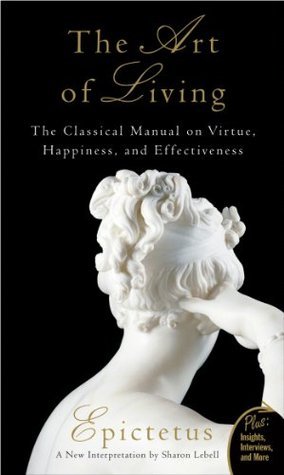 The Art
of Living
The Classical Manual on Virtue,
Happiness, and Effectiveness
Epictetus
A New Interpretation by Sharon Lebell
Plus:
Insights,
Interviews,
and More